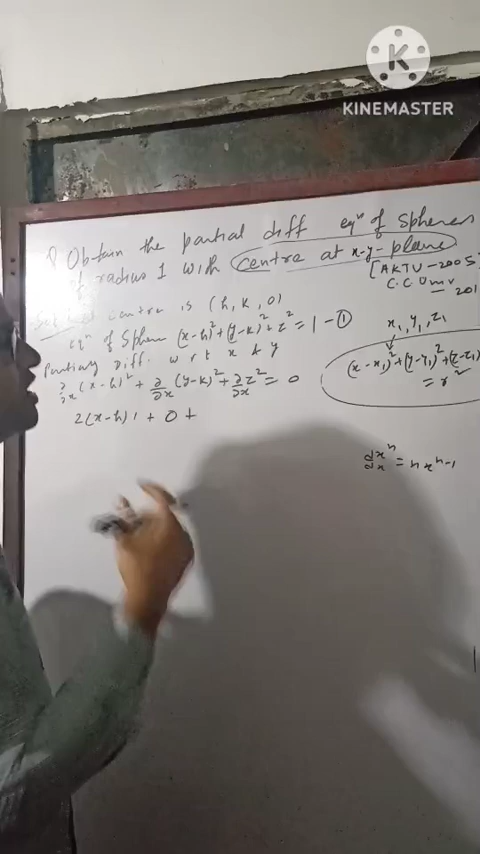 KINEMASTER
Q Obtain the partial diff eqⁿ of Spheres
of radius 1 with centre at x-y-plane
[AKTU-2005]
C.C.U
centre is (h, k, 0)
eqⁿ of Sphere (x-h)²+(y-k)²+z²=1-①
Partially Diff. w r t x & y
∂/∂x (x-h)² + ∂/∂x (y-k)² + ∂/∂x z² = 0
2(x-h)1 + 0 +
x₁, y₁, z₁
(x-x₁)²+(y-y₁)²+(z-z₁)
= r²
dxⁿ/dx = nxⁿ⁻¹